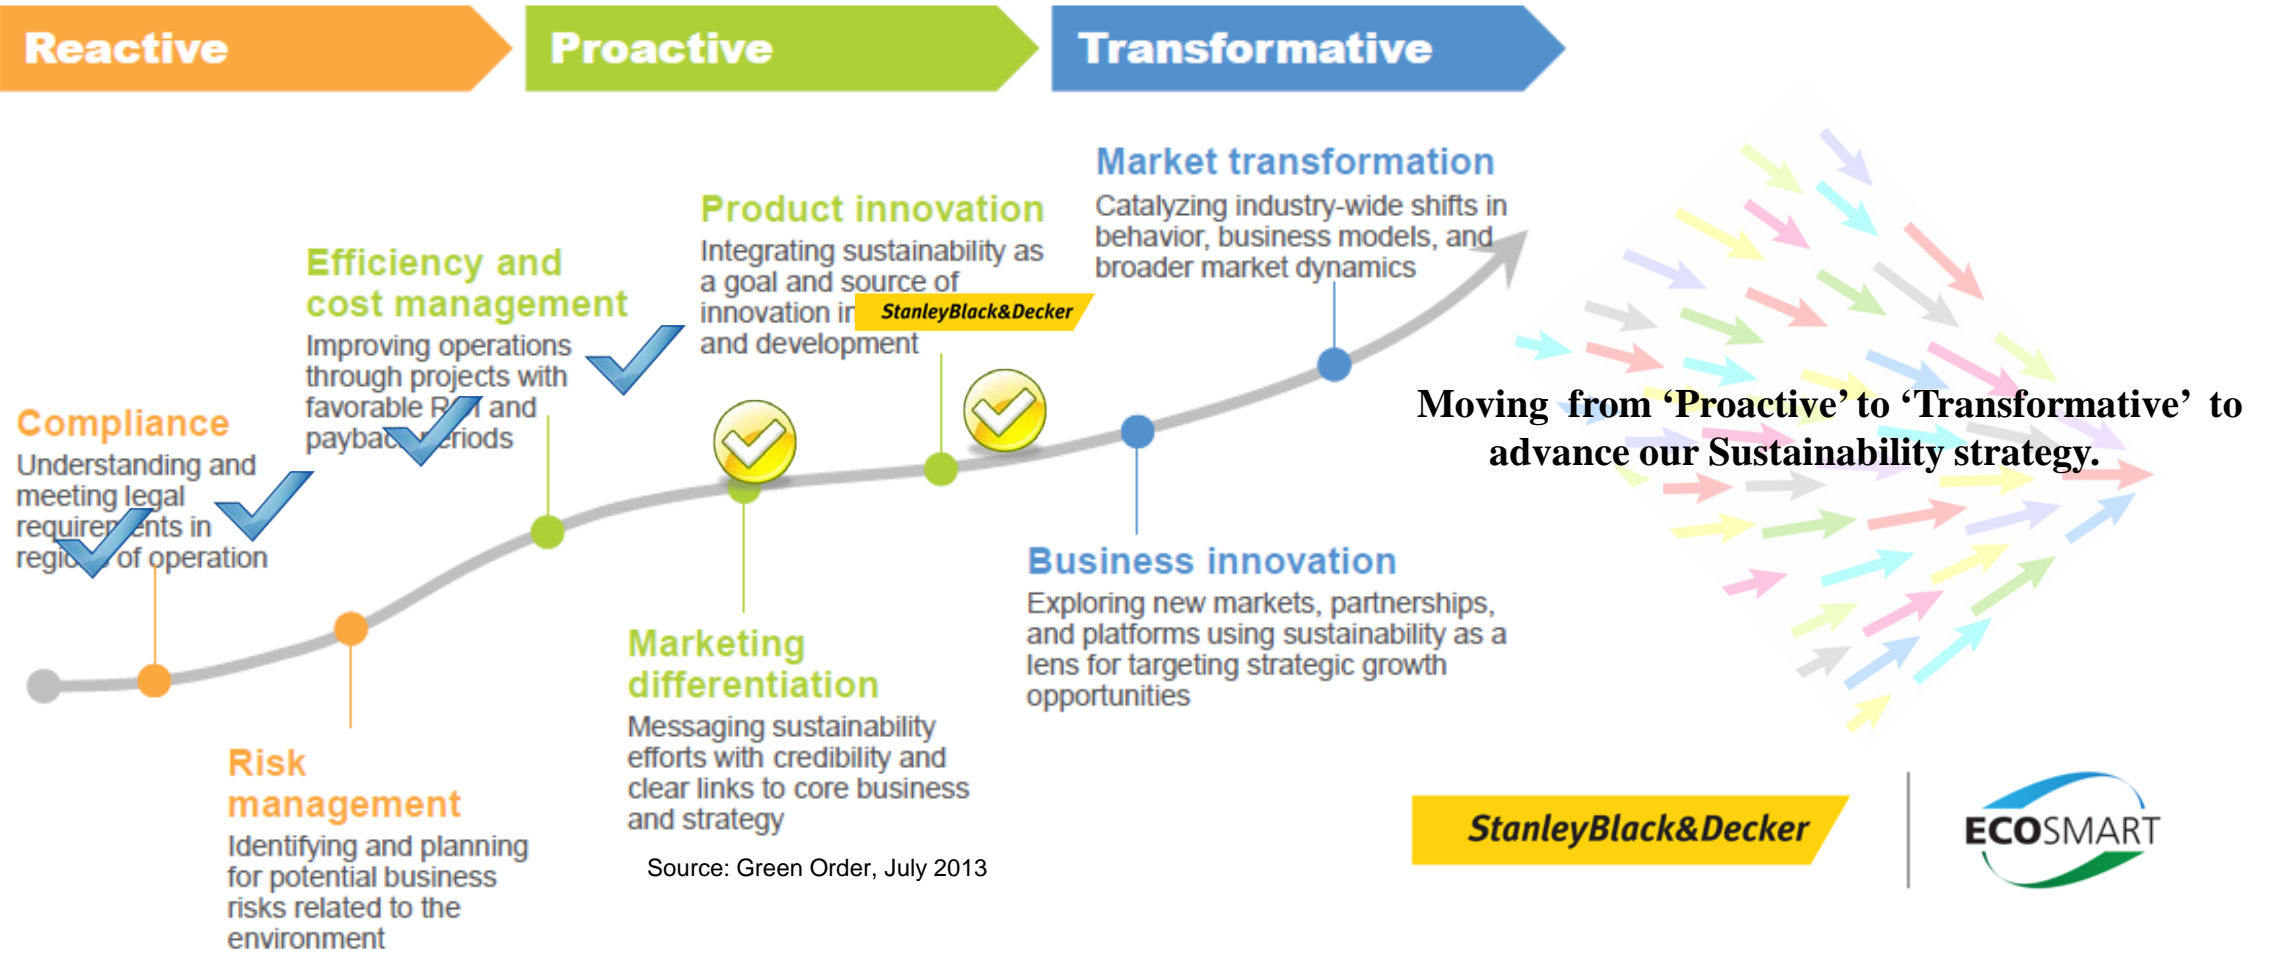 Reactive
Proactive
Transformative
Compliance
Understanding and
meeting legal
in
of operation
Efficiency and
cost management
Improving operations
through projects with
favorable and
Product innovation
Integrating sustainability as
a goal and source of
innovation
and development
StanleyBlack&Decker
Market transformation
Catalyzing industry-wide shifts in
behavior, business models, and
broader market dynamics
Risk
management
Identifying and planning
for potential business
risks related to the
environment
Marketing
differentiation
Messaging sustainability
efforts with credibility and
clear links to core business
and strategy
Source: Green Order, July 2013
Business innovation
Exploring new markets, partnerships,
and platforms using sustainability as a
lens for targeting strategic growth
opportunities
Moving from ‘Proactive’ to ‘Transformative’ to
advance our Sustainability strategy.
StanleyBlack&Decker
ECOSMART